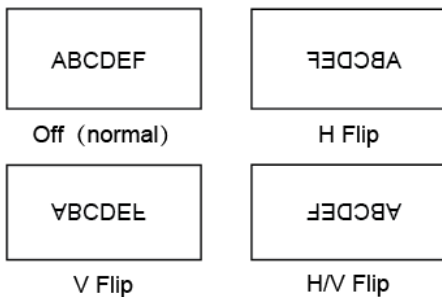 ABCDEF
ABCDEF
Off（normal）
H Flip
ABCDEF
ABCDEF
V Flip
H/V Flip